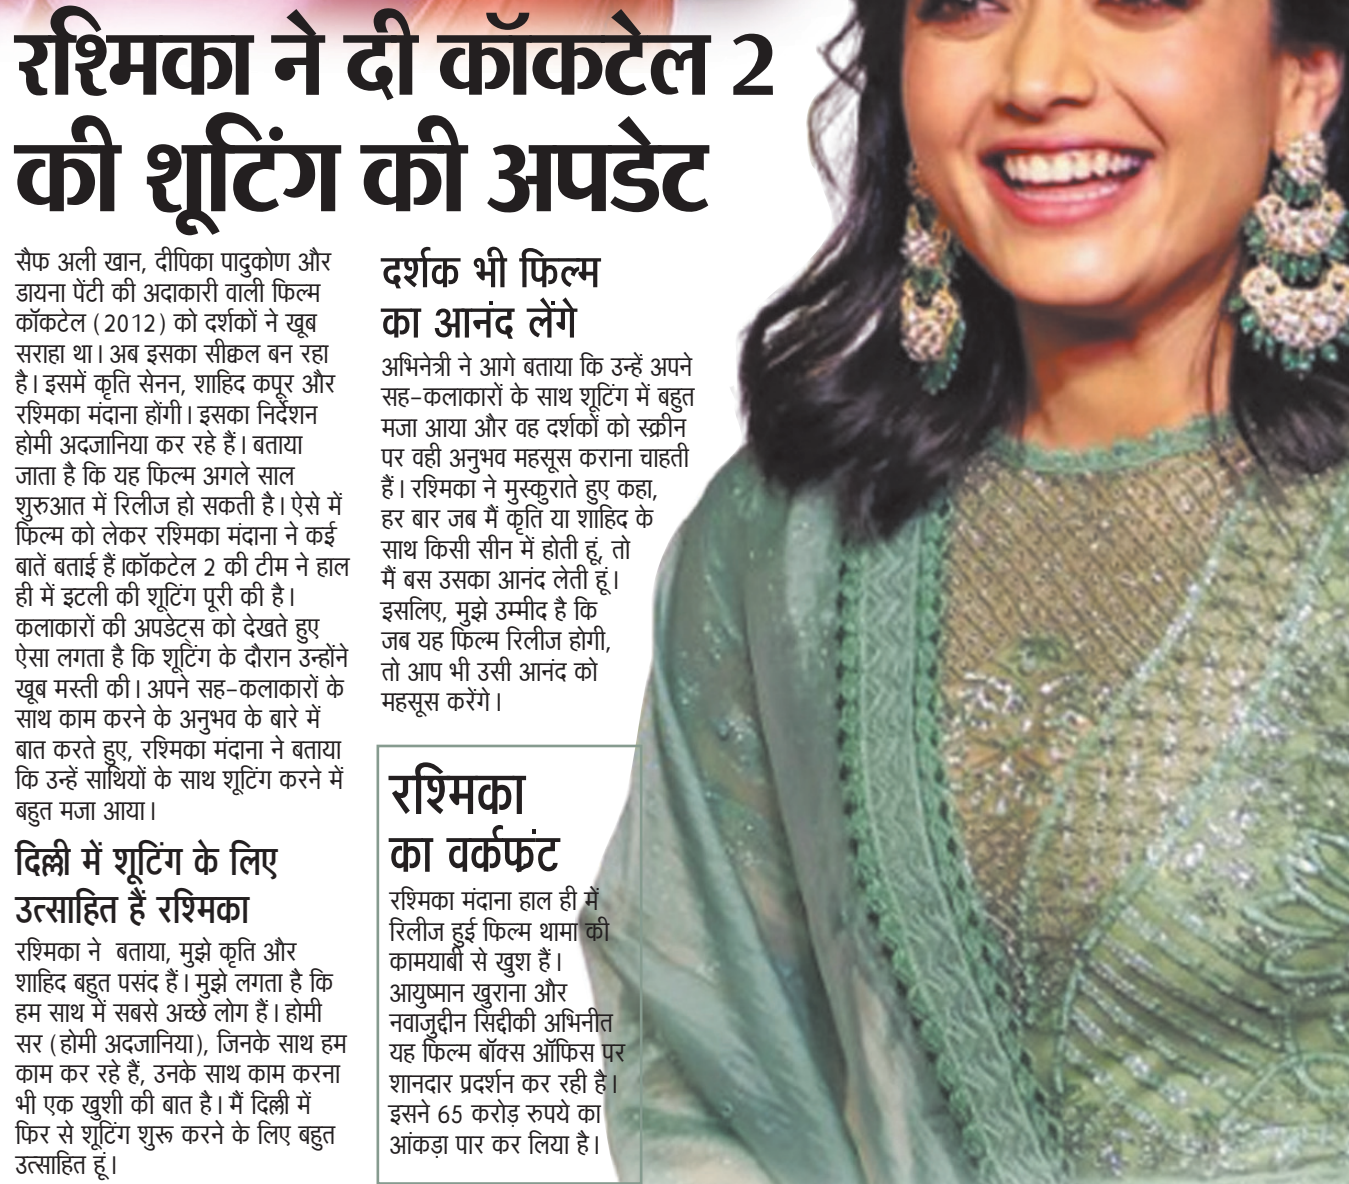 रश्मिका ने दी कॉकटेल 2
की शूटिंग की अपडेट
सैफ अली खान, दीपिका पादुकोण और
डायना पेंटी की अदाकारी वाली फिल्म
कॉकटेल (2012) को दर्शकों ने खूब
सराहा था। अब इसका सीक्वल बन रहा
है। इसमें कृति सेनन, शाहिद कपूर और
रश्मिका मंदाना होंगी। इसका निर्देशन
होमी अदजानिया कर रहे हैं। बताया
जाता है कि यह फिल्म अगले साल
शुरुआत में रिलीज हो सकती है। ऐसे में
फिल्म को लेकर रश्मिका मंदाना ने कई
बातें बताई हैं।कॉकटेल 2 की टीम ने हाल
ही में इटली की शूटिंग पूरी की है।
कलाकारों की अपडेट्स को देखते हुए
ऐसा लगता है कि शूटिंग के दौरान उन्होंने
खूब मस्ती की। अपने सह-कलाकारों के
साथ काम करने के अनुभव के बारे में
बात करते हुए, रश्मिका मंदाना ने बताया
कि उन्हें साथियों के साथ शूटिंग करने में
बहुत मजा आया।
दिल्ली में शूटिंग के लिए
उत्साहित हैं रश्मिका
रश्मिका ने बताया, मुझे कृति और
शाहिद बहुत पसंद हैं। मुझे लगता है कि
हम साथ में सबसे अच्छे लोग हैं। होमी
सर (होमी अदजानिया), जिनके साथ हम
काम कर रहे हैं, उनके साथ काम करना
भी एक खुशी की बात है। मैं दिल्ली में
फिर से शूटिंग शुरू करने के लिए बहुत
उत्साहित हूं।
दर्शक भी फिल्म
का आनंद लेंगे
अभिनेत्री ने आगे बताया कि उन्हें अपने
सह-कलाकारों के साथ शूटिंग में बहुत
मजा आया और वह दर्शकों को स्क्रीन
पर वही अनुभव महसूस कराना चाहती
हैं। रश्मिका ने मुस्कुराते हुए कहा,
हर बार जब मैं कृति या शाहिद के
साथ किसी सीन में होती हूं, तो
मैं बस उसका आनंद लेती हूं।
इसलिए, मुझे उम्मीद है कि
जब यह फिल्म रिलीज होगी,
तो आप भी उसी आनंद को
महसूस करेंगे।
रश्मिका
का वर्कफ्रंट
रश्मिका मंदाना हाल ही में
रिलीज हुई फिल्म थामा की
कामयाबी से खुश हैं।
आयुष्मान खुराना और
नवाजुद्दीन सिद्दीकी अभिनीत
यह फिल्म बॉक्स ऑफिस पर
शानदार प्रदर्शन कर रही है।
इसने 65 करोड़ रुपये का
आंकड़ा पार कर लिया है।